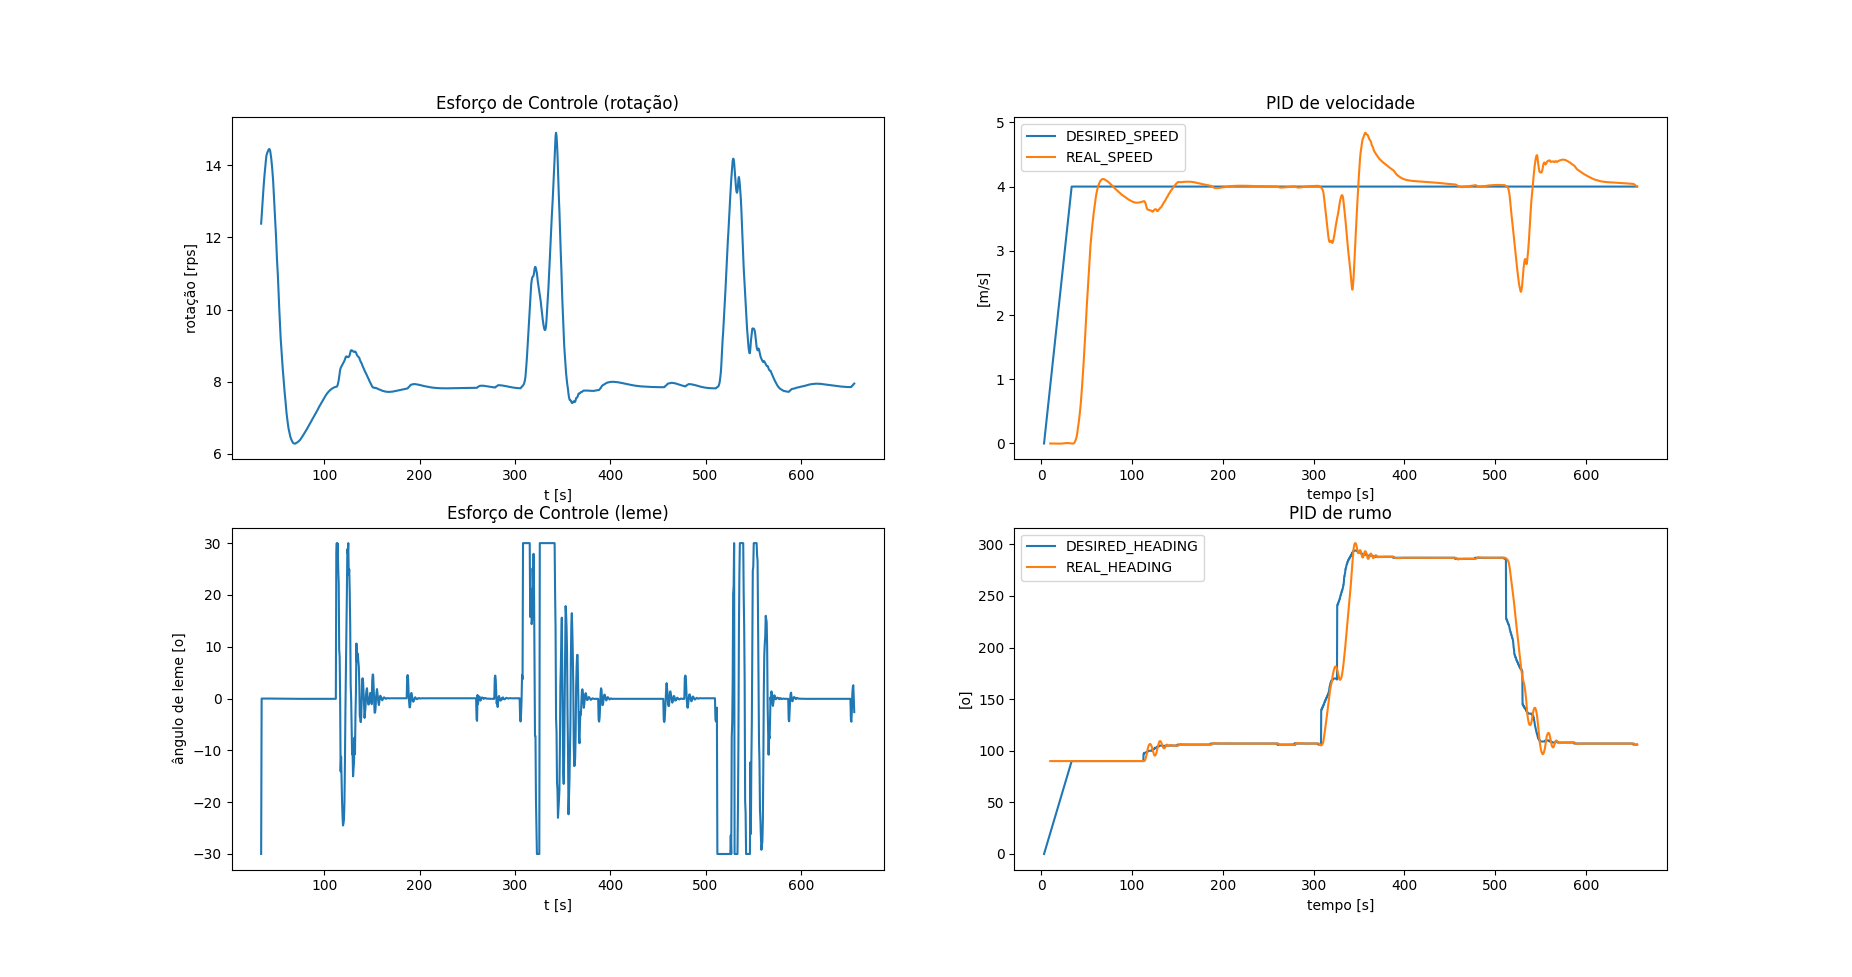 Esforço de Controle (rotação)
rotação [rps]
14
12
10
8
6
100 200 300 400 500 600
t [s]
PID de velocidade
DESIRED_SPEED
REAL_SPEED
[m/s]
5
4
3
2
1
0
0 100 200 300 400 500 600
tempo [s]
Esforço de Controle (leme)
ângulo de leme [o]
30
20
10
0
−10
−20
−30
100 200 300 400 500 600
t [s]
PID de rumo
DESIRED_HEADING
REAL_HEADING
[o]
300
250
200
150
100
50
0
0 100 200 300 400 500 600
tempo [s]